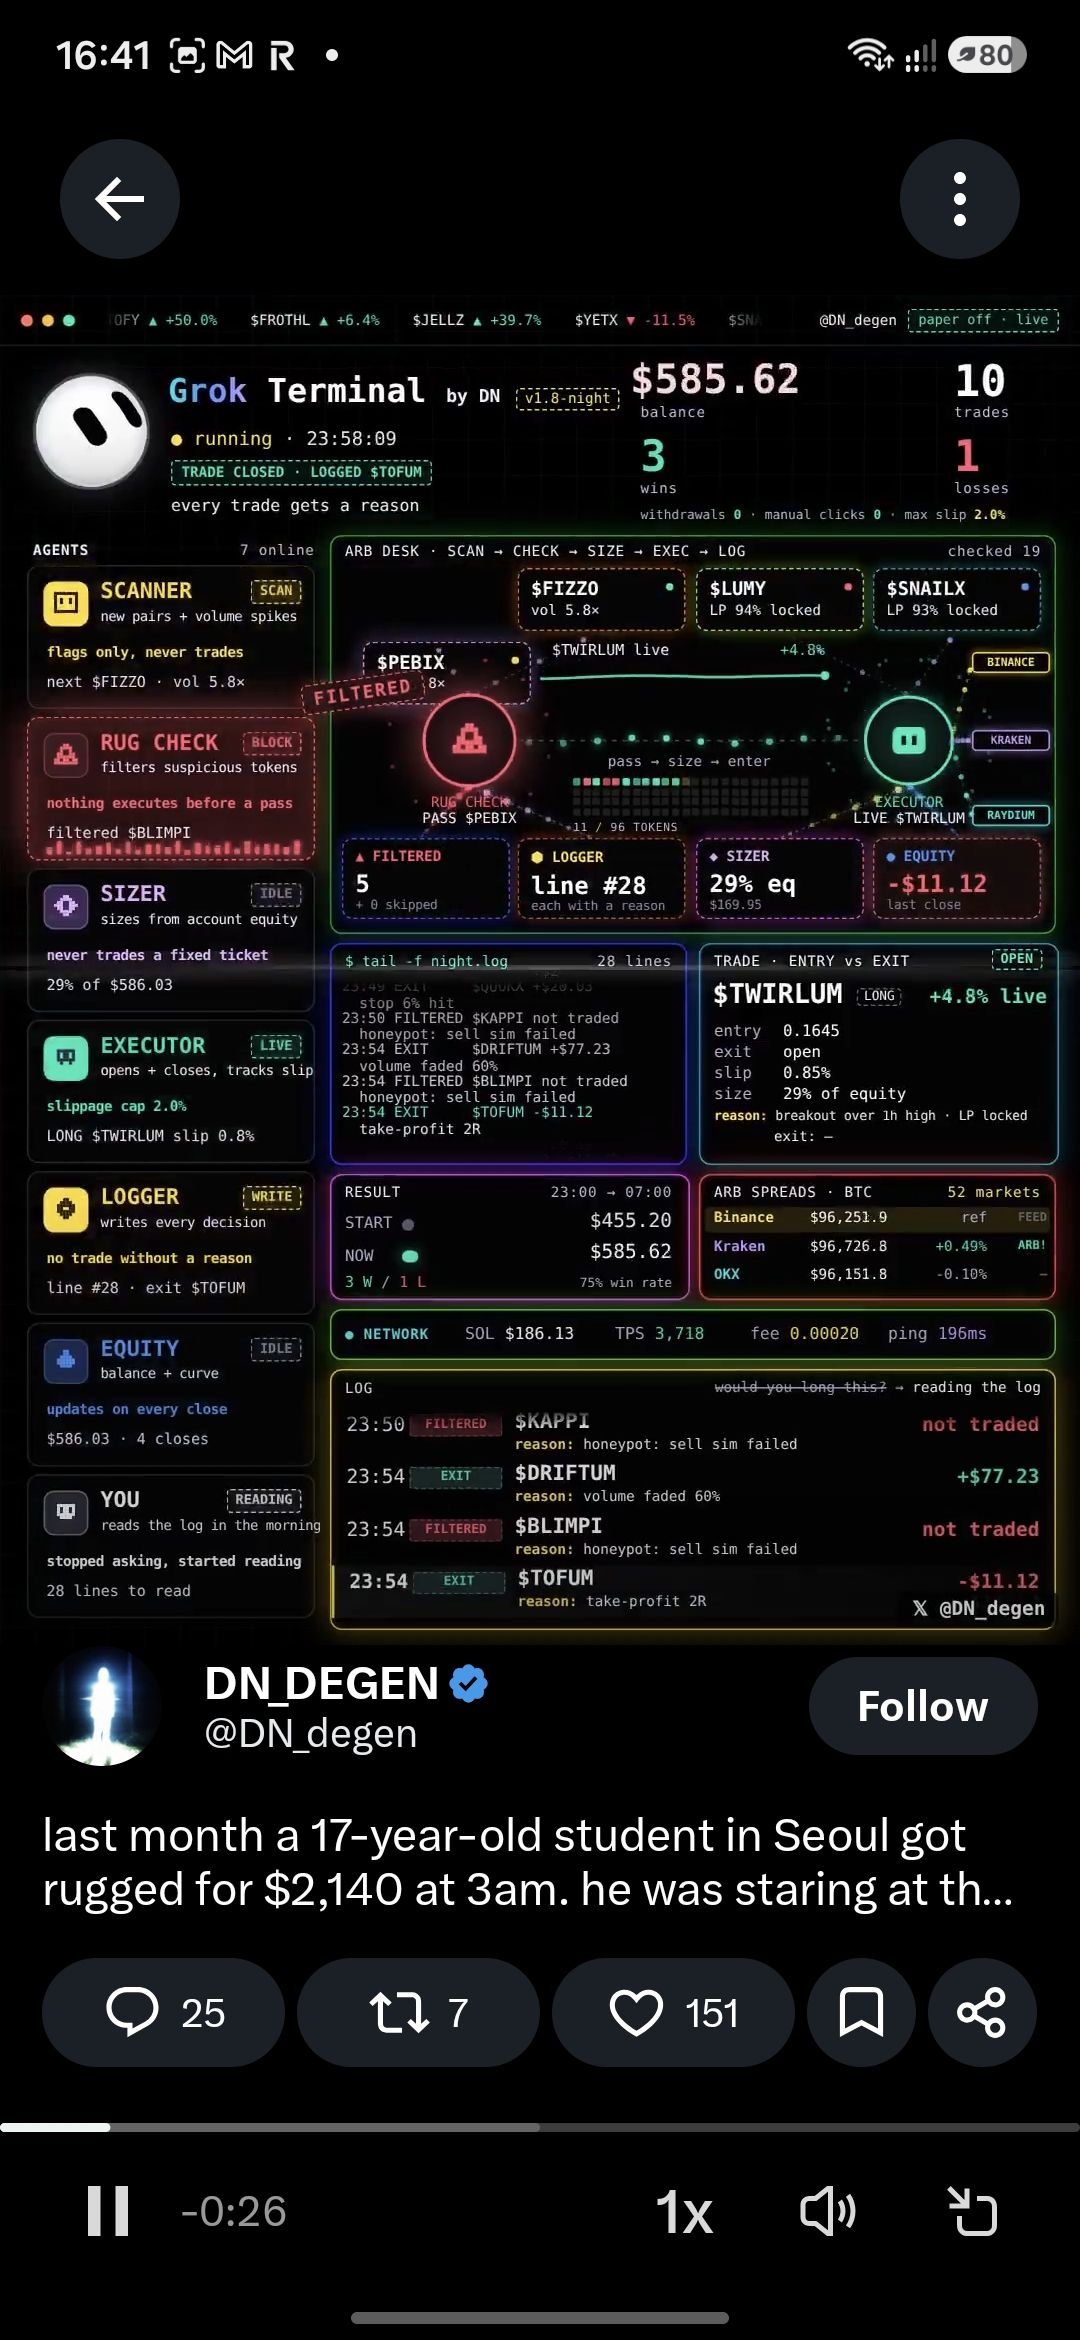 16:41
80
$FROTHL ▲ +6.4% $JELLZ ▲ +39.7% $YETX ▼ -11.5% @DN_degen paper off · live
▲ +50.0%
Grok Terminal by DN v1.8-night
running · 23:58:09
TRADE CLOSED · LOGGED $TOFUM
every trade gets a reason
$585.62
balance
10
trades
3
wins
1
losses
withdrawals 0 · manual clicks 0 · max slip 2.0%
AGENTS 7 online
SCANNER SCAN
new pairs + volume spikes
flags only, never trades
next $FIZZO · vol 5.8×
RUG CHECK BLOCK
filters suspicious tokens
nothing executes before a pass
filtered $BLIMPI
SIZER IDLE
sizes from account equity
never trades a fixed ticket
29% of $586.03
EXECUTOR LIVE
opens + closes, tracks slip
slippage cap 2.0%
LONG $TWIRLUM slip 0.8%
LOGGER WRITE
writes every decision
no trade without a reason
line #28 · exit $TOFUM
EQUITY IDLE
balance + curve
updates on every close
$586.03 · 4 closes
YOU READING
reads the log in the morning
stopped asking, started reading
28 lines to read
ARB DESK · SCAN → CHECK → SIZE → EXEC → LOG checked 19
$FIZZO
vol 5.8×
$LUMY
LP 94% locked
$SNAILX
LP 93% locked
$PEBIX
8×
FILTERED
$TWIRLUM live +4.8%
BINANCE
KRAKEN
RAYDIUM
pass → size → enter
11 / 96 TOKENS
RUG CHECK
PASS $PEBIX
EXECUTOR
LIVE $TWIRLUM
▲ FILTERED
5
+ 0 skipped
LOGGER
line #28
each with a reason
◆ SIZER
29% eq
$169.95
● EQUITY
-$11.12
last close
$ tail -f night.log 28 lines
23:49 EXIT $QUOKX +$20.03
stop 6% hit
23:50 FILTERED $KAPPI not traded
honeypot: sell sim failed
23:54 EXIT $DRIFTUM +$77.23
volume faded 60%
23:54 FILTERED $BLIMPI not traded
honeypot: sell sim failed
23:54 EXIT $TOFUM -$11.12
take-profit 2R
TRADE · ENTRY vs EXIT OPEN
$TWIRLUM LONG +4.8% live
entry 0.1645
exit open
slip 0.85%
size 29% of equity
reason: breakout over 1h high · LP locked
exit: —
RESULT 23:00 → 07:00
START $455.20
NOW $585.62
3 W / 1 L 75% win rate
ARB SPREADS · BTC 52 markets
Binance $96,251.9 ref FEED
Kraken $96,726.8 +0.49% ARB!
OKX $96,151.8 -0.10% —
● NETWORK SOL $186.13 TPS 3,718 fee 0.00020 ping 196ms
LOG would you long this? → reading the log
23:50 FILTERED $KAPPI not traded
reason: honeypot: sell sim failed
23:54 EXIT $DRIFTUM +$77.23
reason: volume faded 60%
23:54 FILTERED $BLIMPI not traded
reason: honeypot: sell sim failed
23:54 EXIT $TOFUM -$11.12
reason: take-profit 2R
𝕏 @DN_degen
DN_DEGEN
@DN_degen
Follow
last month a 17-year-old student in Seoul got
rugged for $2,140 at 3am. he was staring at th...
25
7
151
-0:26
1x